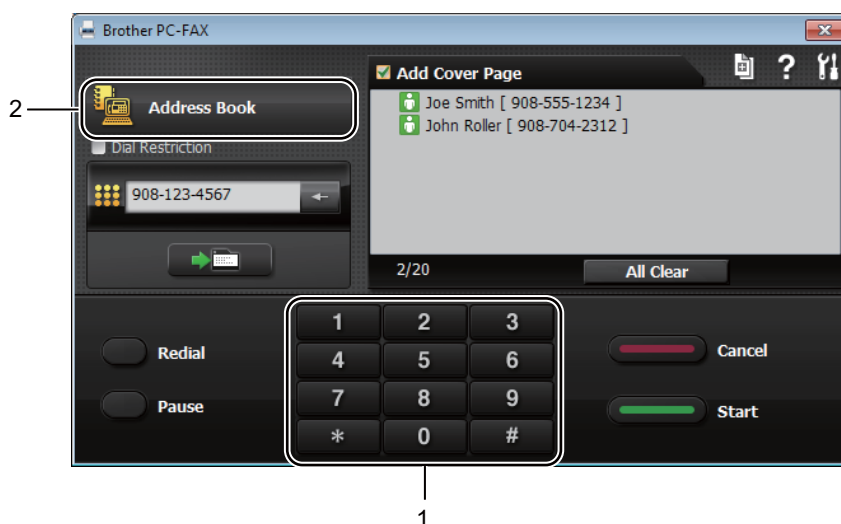 Brother PC-FAX
2
Address Book
Dial Restriction
908-123-4567
Add Cover Page
?
Joe Smith [ 908-555-1234 ]
John Roller [ 908-704-2312 ]
2/20
All Clear
Redial
Pause
1 2 3
4 5 6
7 8 9
* 0 #
Cancel
Start
1